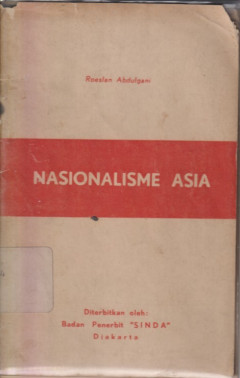 Roeslan Abdulgani
NASIONALISME ASIA
Diterbitkan oleh:
Badan Penerbit "SINDA"
Djakarta